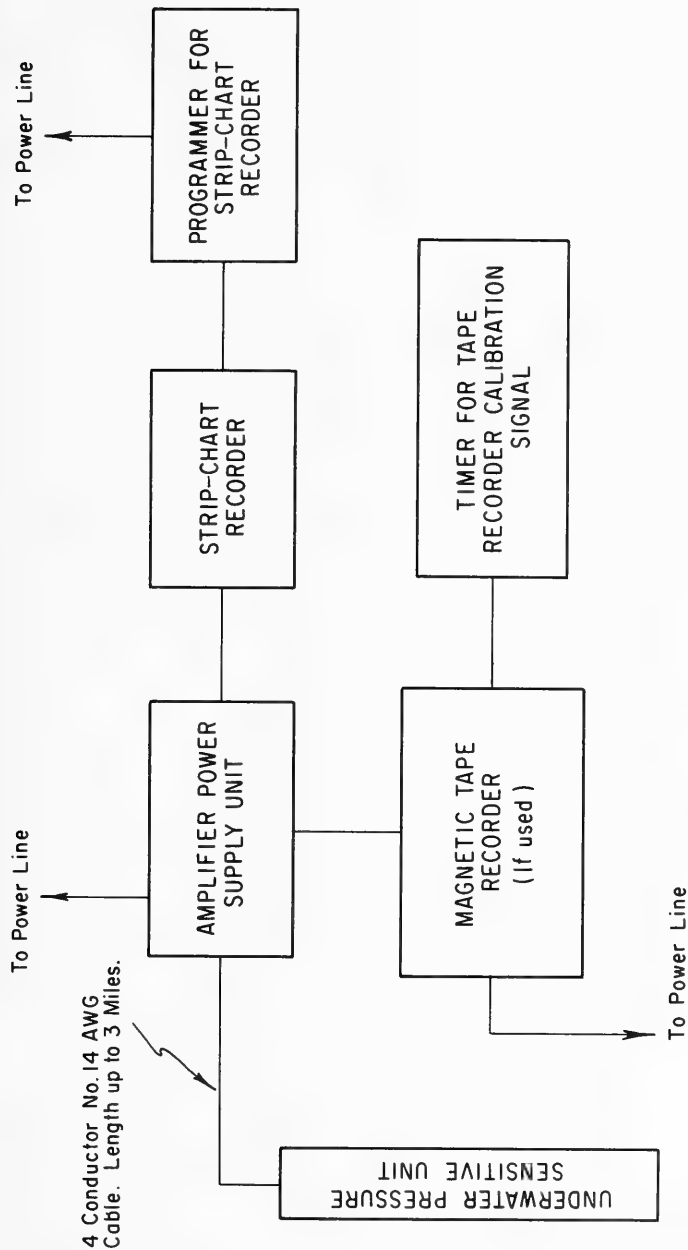 4 Conductor No. 14 AWG
Cable. Length up to 3 Miles.
To Power Line
To Power Line
UNDERWATER PRESSURE
SENSITIVE UNIT
AMPLIFIER POWER
SUPPLY UNIT
STRIP-CHART
RECORDER
PROGRAMMER FOR
STRIP-CHART
RECORDER
MAGNETIC TAPE
RECORDER
(If used)
TIMER FOR TAPE
RECORDER CALIBRATION
SIGNAL
To Power Line